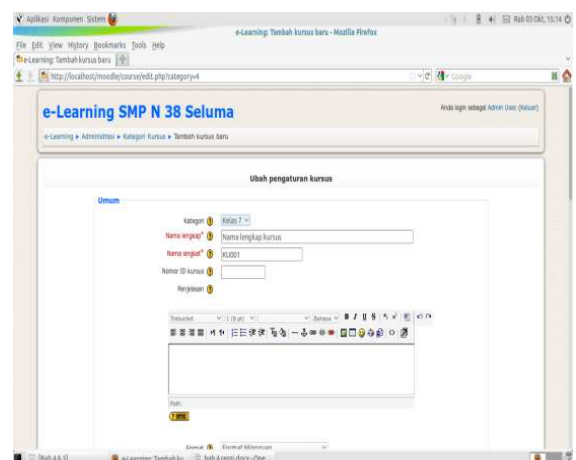 Aplikasi Komponen Sistem
Rab 03 Okt, 15:14
e-Learning: Tambah kursus baru - Mozilla Firefox
File Edit View History Bookmarks Tools Help
e-Learning: Tambah kursus baru
http://localhost/moodle/course/edit.php?category=4
Google
e-Learning SMP N 38 Seluma
Anda login sebagai Admin User (Keluar)
e-Learning ► Administrasi ► Kategori Kursus ► Tambah kursus baru
Ubah pengaturan kursus
Umum
Kategori Kelas 7
Nama lengkap* Nama lengkap kursus
Nama singkat* KU001
Nomor ID kursus
Penjelasan
Trebuchet 1 (8 pt) Bahasa B I U S
Path:
Format Format Mingguan
e-Learning: Tambah ku...